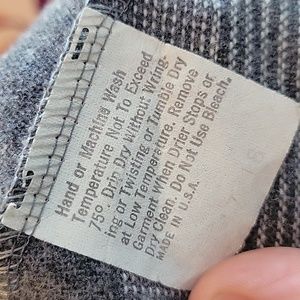 Hand or Machine Wash
Temperature Not To Exceed
75° Drip Dry Without Wring-
ing or Twisting or Tumble Dry
at Low Temperature. Remove
Garment When Drier Stops or
Dry Clean. Do Not Use Bleach.
MADE IN U.S.A.